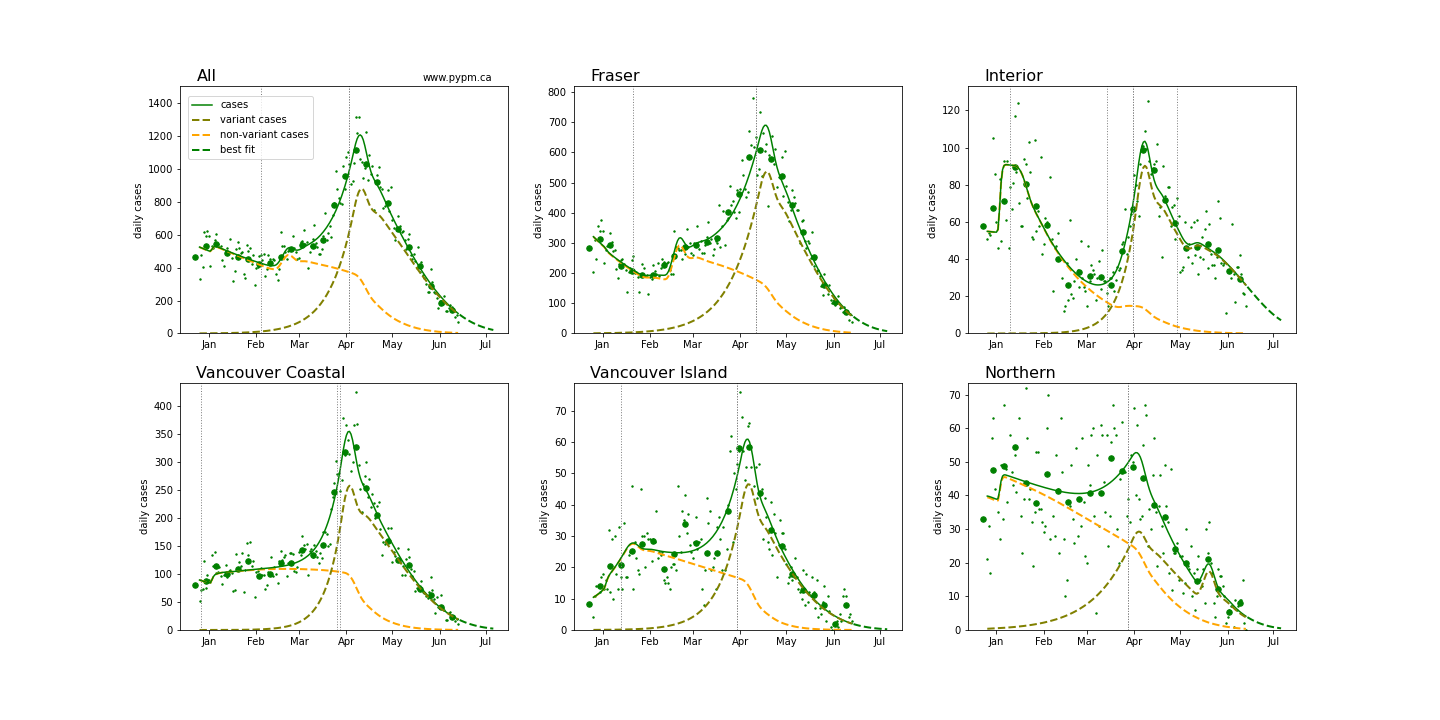 All
www.pypm.ca
1400
1200
1000
800
600
400
200
0
daily cases
cases
variant cases
non-variant cases
best fit
Jan Feb Mar Apr May Jun Jul
Fraser
800
700
600
500
400
300
200
100
0
daily cases
Jan Feb Mar Apr May Jun Jul
Interior
120
100
80
60
40
20
0
daily cases
Jan Feb Mar Apr May Jun Jul
Vancouver Coastal
400
350
300
250
200
150
100
50
0
daily cases
Jan Feb Mar Apr May Jun Jul
Vancouver Island
70
60
50
40
30
20
10
0
daily cases
Jan Feb Mar Apr May Jun Jul
Northern
70
60
50
40
30
20
10
0
daily cases
Jan Feb Mar Apr May Jun Jul